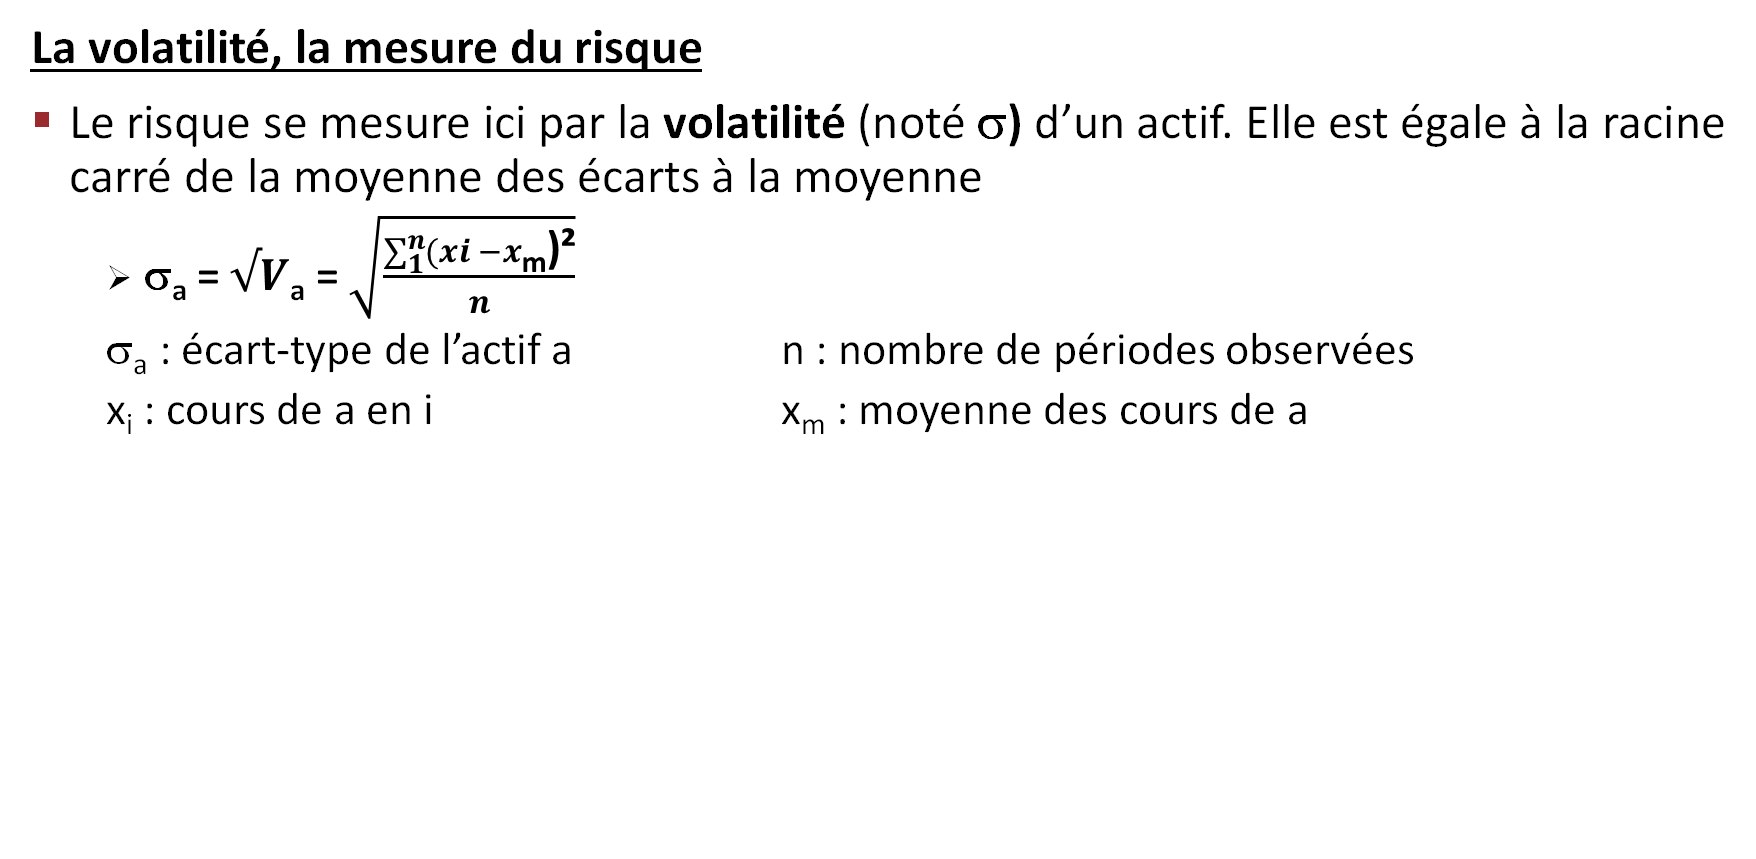 La volatilité, la mesure du risque
▪ Le risque se mesure ici par la volatilité (noté σ) d’un actif. Elle est égale à la racine
carré de la moyenne des écarts à la moyenne
➢ σₐ = √Vₐ = √(∑₁ⁿ(xi −xₘ)²/n)
σₐ : écart-type de l’actif a n : nombre de périodes observées
xᵢ : cours de a en i xₘ : moyenne des cours de a